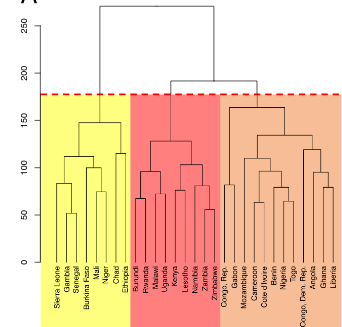 A
250
200
150
100
50
0
Sierra Leone
Gambia
Senegal
Burkina Faso
Mali
Niger
Chad
Ethiopia
Burundi
Rwanda
Malawi
Uganda
Kenya
Lesotho
Namibia
Zambia
Zimbabwe
Congo, Rep.
Gabon
Mozambique
Cameroon
Cote d'Ivoire
Benin
Nigeria
Togo
Congo, Dem. Rep.
Angola
Ghana
Liberia